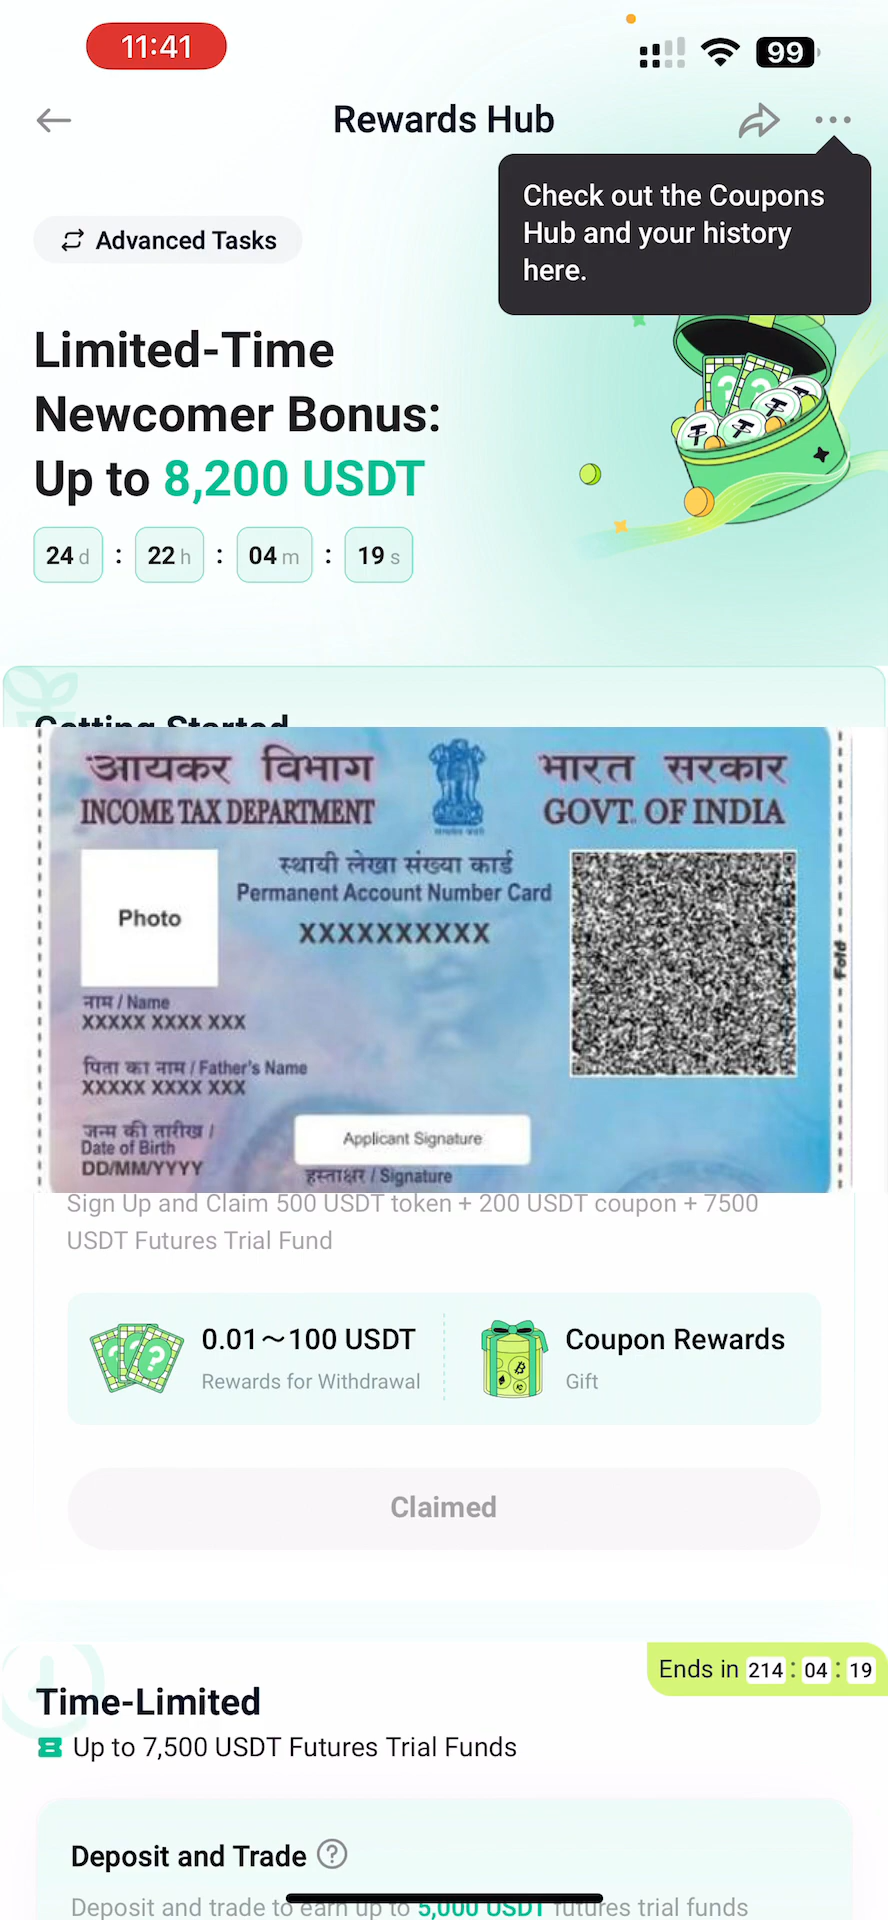 11:41
99
Rewards Hub
Check out the Coupons
Hub and your history
here.
Advanced Tasks
Limited-Time
Newcomer Bonus:
Up to 8,200 USDT
24 d : 22 h : 04 m : 19 s
Getting Started
आयकर विभाग
INCOME TAX DEPARTMENT
भारत सरकार
GOVT. OF INDIA
स्थायी लेखा संख्या कार्ड
Permanent Account Number Card
XXXXXXXXXX
Photo
Fold
नाम / Name
XXXXX XXXX XXX
पिता का नाम / Father's Name
XXXXX XXXX XXX
जन्म की तारीख /
Date of Birth
DD/MM/YYYY
Applicant Signature
हस्ताक्षर / Signature
Sign Up and Claim 500 USDT token + 200 USDT coupon + 7500
USDT Futures Trial Fund
0.01~100 USDT
Rewards for Withdrawal
Coupon Rewards
Gift
Claimed
Ends in 214 : 04 : 19
Time-Limited
Up to 7,500 USDT Futures Trial Funds
Deposit and Trade ?
Deposit and trade to earn up to 5,000 USDT futures trial funds